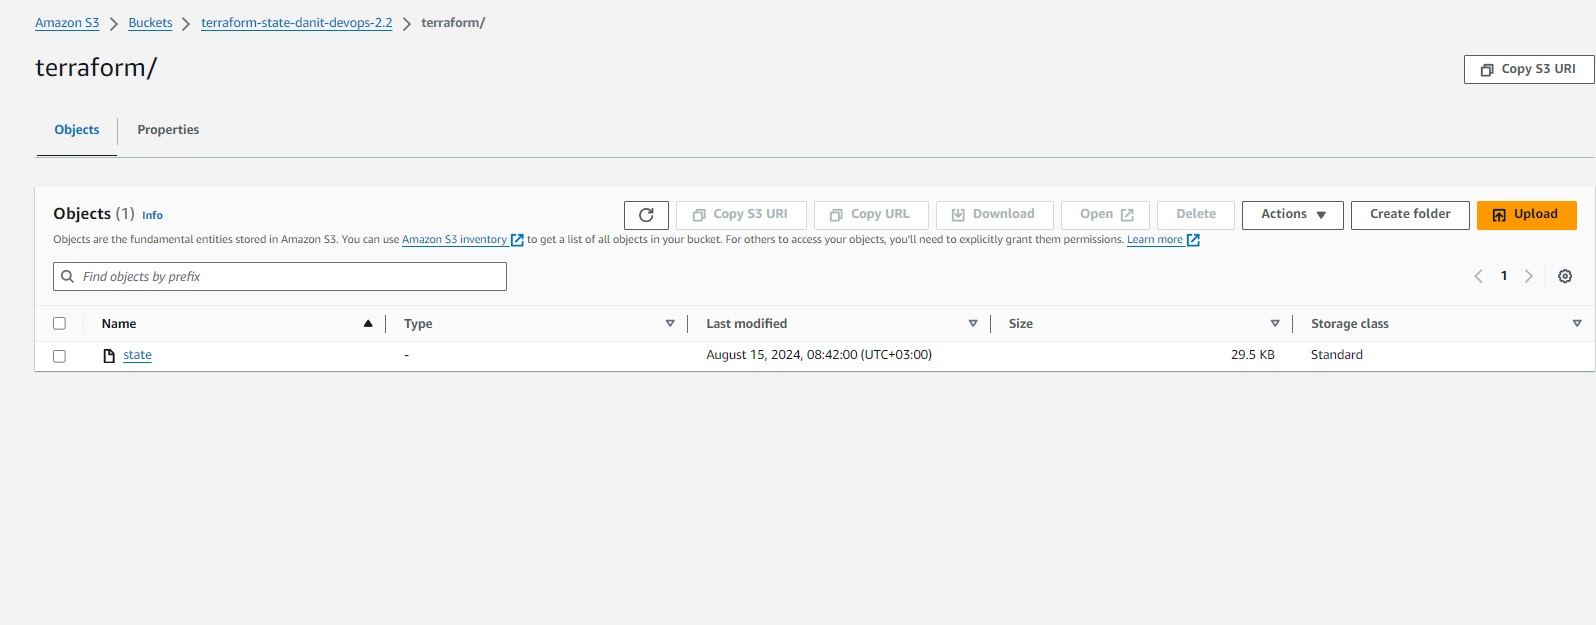 Amazon S3 > Buckets > terraform-state-danit-devops-2.2 > terraform/
terraform/
Copy S3 URI
Objects Properties
Objects (1) Info
Copy S3 URI Copy URL Download Open Delete Actions Create folder Upload
Objects are the fundamental entities stored in Amazon S3. You can use Amazon S3 inventory to get a list of all objects in your bucket. For others to access your objects, you'll need to explicitly grant them permissions. Learn more
Find objects by prefix
1
Name Type Last modified Size Storage class
state - August 15, 2024, 08:42:00 (UTC+03:00) 29.5 KB Standard